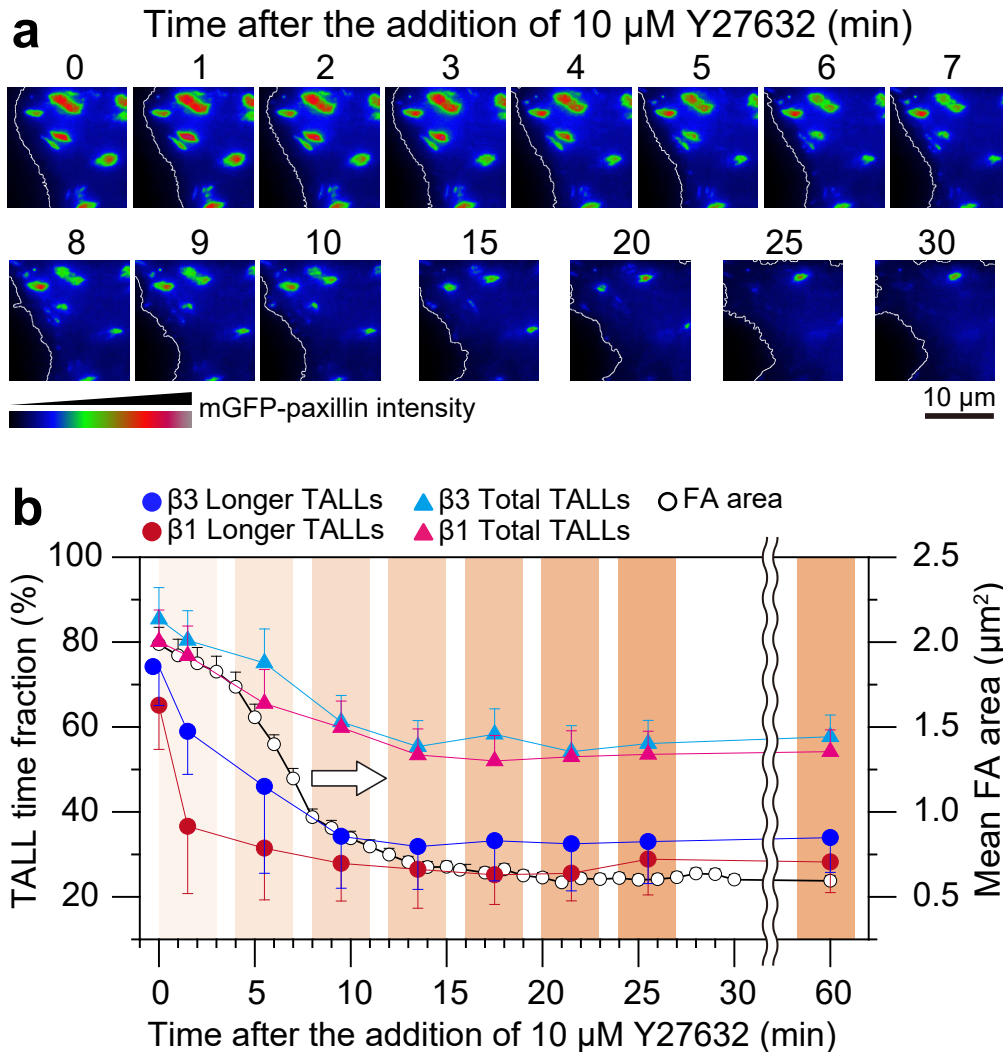 a
Time after the addition of 10 µM Y27632 (min)
0 1 2 3 4 5 6 7
8 9 10 15 20 25 30
mGFP-paxillin intensity
10 µm
b
β3 Longer TALLs β3 Total TALLs FA area
β1 Longer TALLs β1 Total TALLs
TALL time fraction (%)
100
80
60
40
20
2.5
2.0
1.5
1.0
0.5
Mean FA area (µm²)
0 5 10 15 20 25 30 60
Time after the addition of 10 µM Y27632 (min)